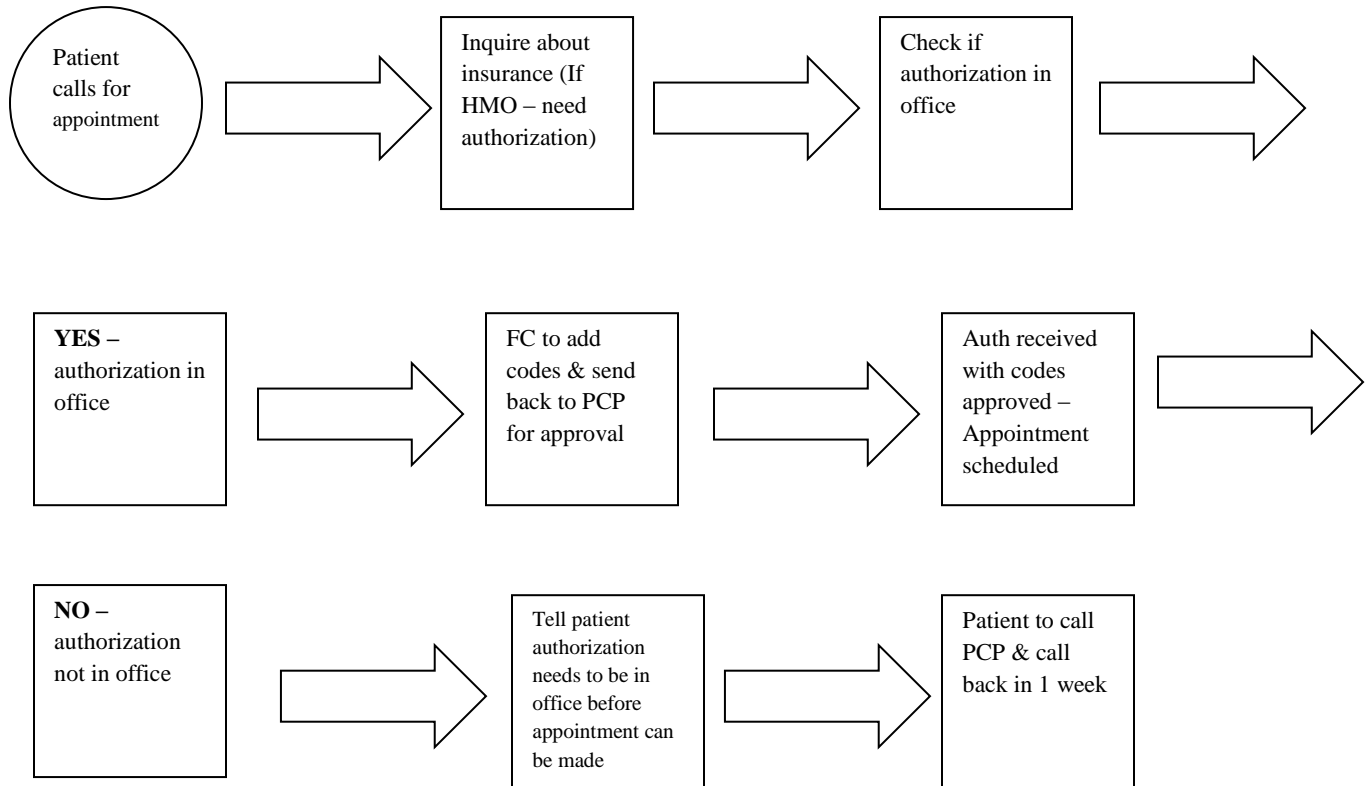 Patient
calls for
appointment
Inquire about
insurance (If
HMO – need
authorization)
Check if
authorization in
office
YES –
authorization in
office
FC to add
codes & send
back to PCP
for approval
Auth received
with codes
approved –
Appointment
scheduled
NO –
authorization
not in office
Tell patient
authorization
needs to be in
office before
appointment can
be made
Patient to call
PCP & call
back in 1 week